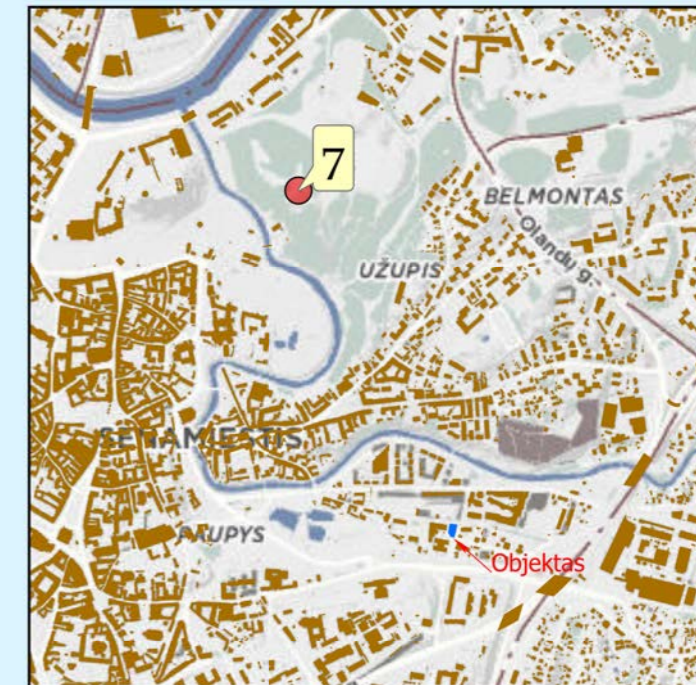 7
BELMONTAS
Olandų g.
UŽUPIS
SENAMIESTIS
PAUPYS
Objektas